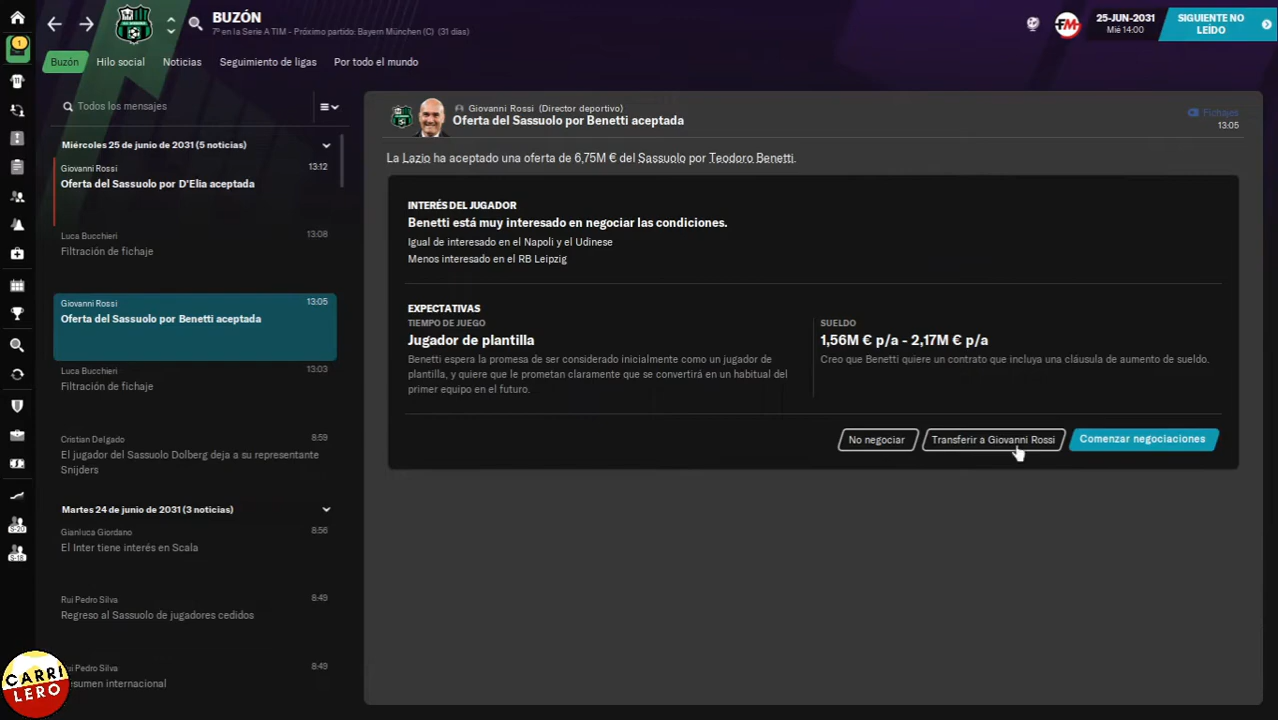 BUZÓN
7º en la Serie A TIM - Próximo partido: Bayern München (C) (31 días)
FM
25-JUN-2031
Mié 14:00
SIGUIENTE NO LEÍDO
1
Buzón
Hilo social
Noticias
Seguimiento de ligas
Por todo el mundo
Todos los mensajes
Miércoles 25 de junio de 2031 (5 noticias)
Giovanni Rossi 13:12
Oferta del Sassuolo por D'Elia aceptada
Luca Bucchieri 13:08
Filtración de fichaje
Giovanni Rossi 13:05
Oferta del Sassuolo por Benetti aceptada
Luca Bucchieri 13:03
Filtración de fichaje
Cristian Delgado 8:59
El jugador del Sassuolo Dolberg deja a su representante
Snijders
Martes 24 de junio de 2031 (3 noticias)
Gianluca Giordano 8:56
El Inter tiene interés en Scala
Rui Pedro Silva 8:49
Regreso al Sassuolo de jugadores cedidos
ui Pedro Silva 8:49
esumen internacional
S-20
S-18
CARRI
LERO
Giovanni Rossi (Director deportivo)
Oferta del Sassuolo por Benetti aceptada
Fichajes
13:05
La Lazio ha aceptado una oferta de 6,75M € del Sassuolo por Teodoro Benetti.
INTERÉS DEL JUGADOR
Benetti está muy interesado en negociar las condiciones.
Igual de interesado en el Napoli y el Udinese
Menos interesado en el RB Leipzig
EXPECTATIVAS
TIEMPO DE JUEGO
Jugador de plantilla
Benetti espera la promesa de ser considerado inicialmente como un jugador de
plantilla, y quiere que le prometan claramente que se convertirá en un habitual del
primer equipo en el futuro.
SUELDO
1,56M € p/a - 2,17M € p/a
Creo que Benetti quiere un contrato que incluya una cláusula de aumento de sueldo.
No negociar
Transferir a Giovanni Rossi
Comenzar negociaciones